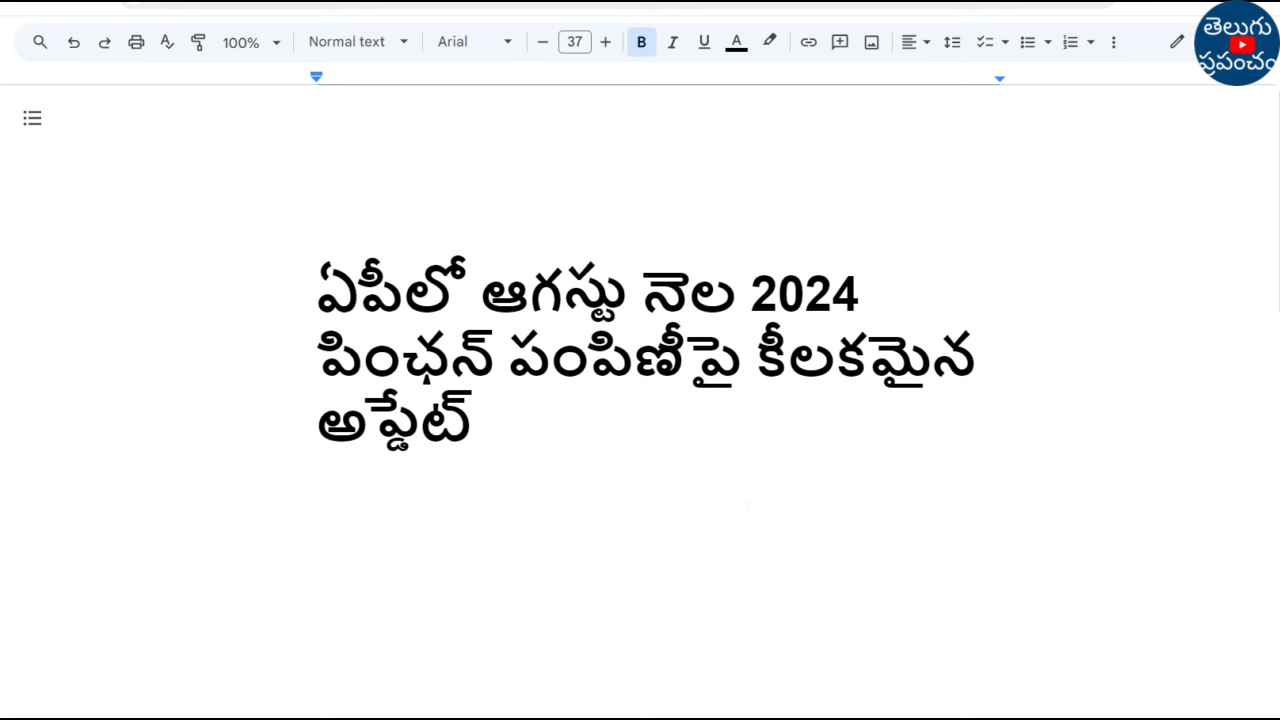 100% Normal text Arial 37 B I U A
తెలుగు
ప్రపంచం
ఏపీలో ఆగస్టు నెల 2024
పింఛన్ పంపిణీపై కీలకమైన
అప్డేట్